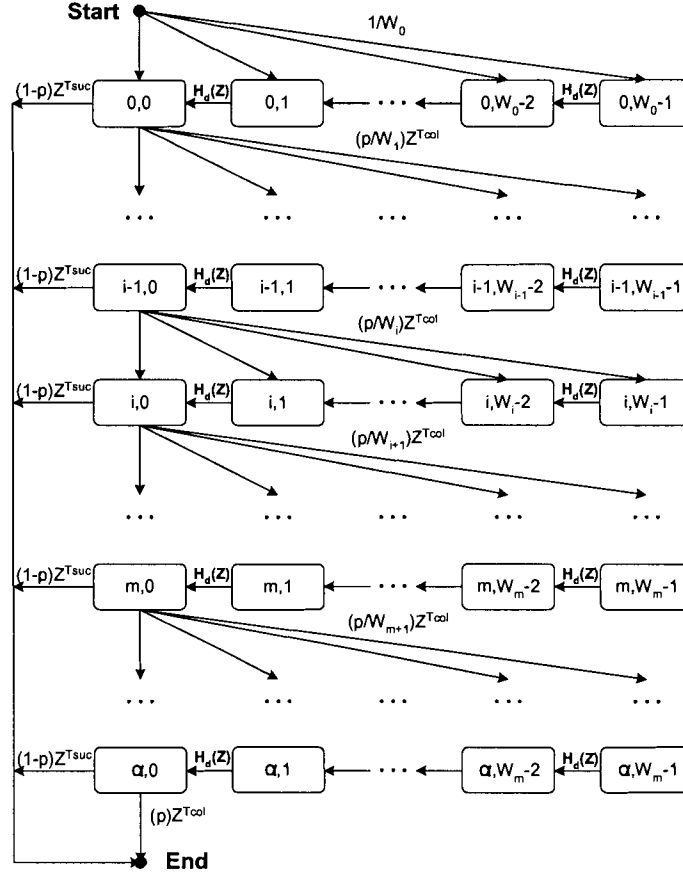 Start
1/W₀
(1-p)Z^Tsuc 0,0 H_d(Z) 0,1 ... 0,W₀-2 H_d(Z) 0,W₀-1
(p/W₁)Z^Tcol
... ... ... ... ...
(1-p)Z^Tsuc i-1,0 H_d(Z) i-1,1 ... i-1,W_{i-1}-2 H_d(Z) i-1,W_{i-1}-1
(p/W_i)Z^Tcol
(1-p)Z^Tsuc i,0 H_d(Z) i,1 ... i,W_i-2 H_d(Z) i,W_i-1
(p/W_{i+1})Z^Tcol
... ... ... ... ...
(1-p)Z^Tsuc m,0 H_d(Z) m,1 ... m,W_m-2 H_d(Z) m,W_m-1
(p/W_{m+1})Z^Tcol
... ... ... ... ...
(1-p)Z^Tsuc α,0 H_d(Z) α,1 ... α,W_m-2 H_d(Z) α,W_m-1
(p)Z^Tcol
End